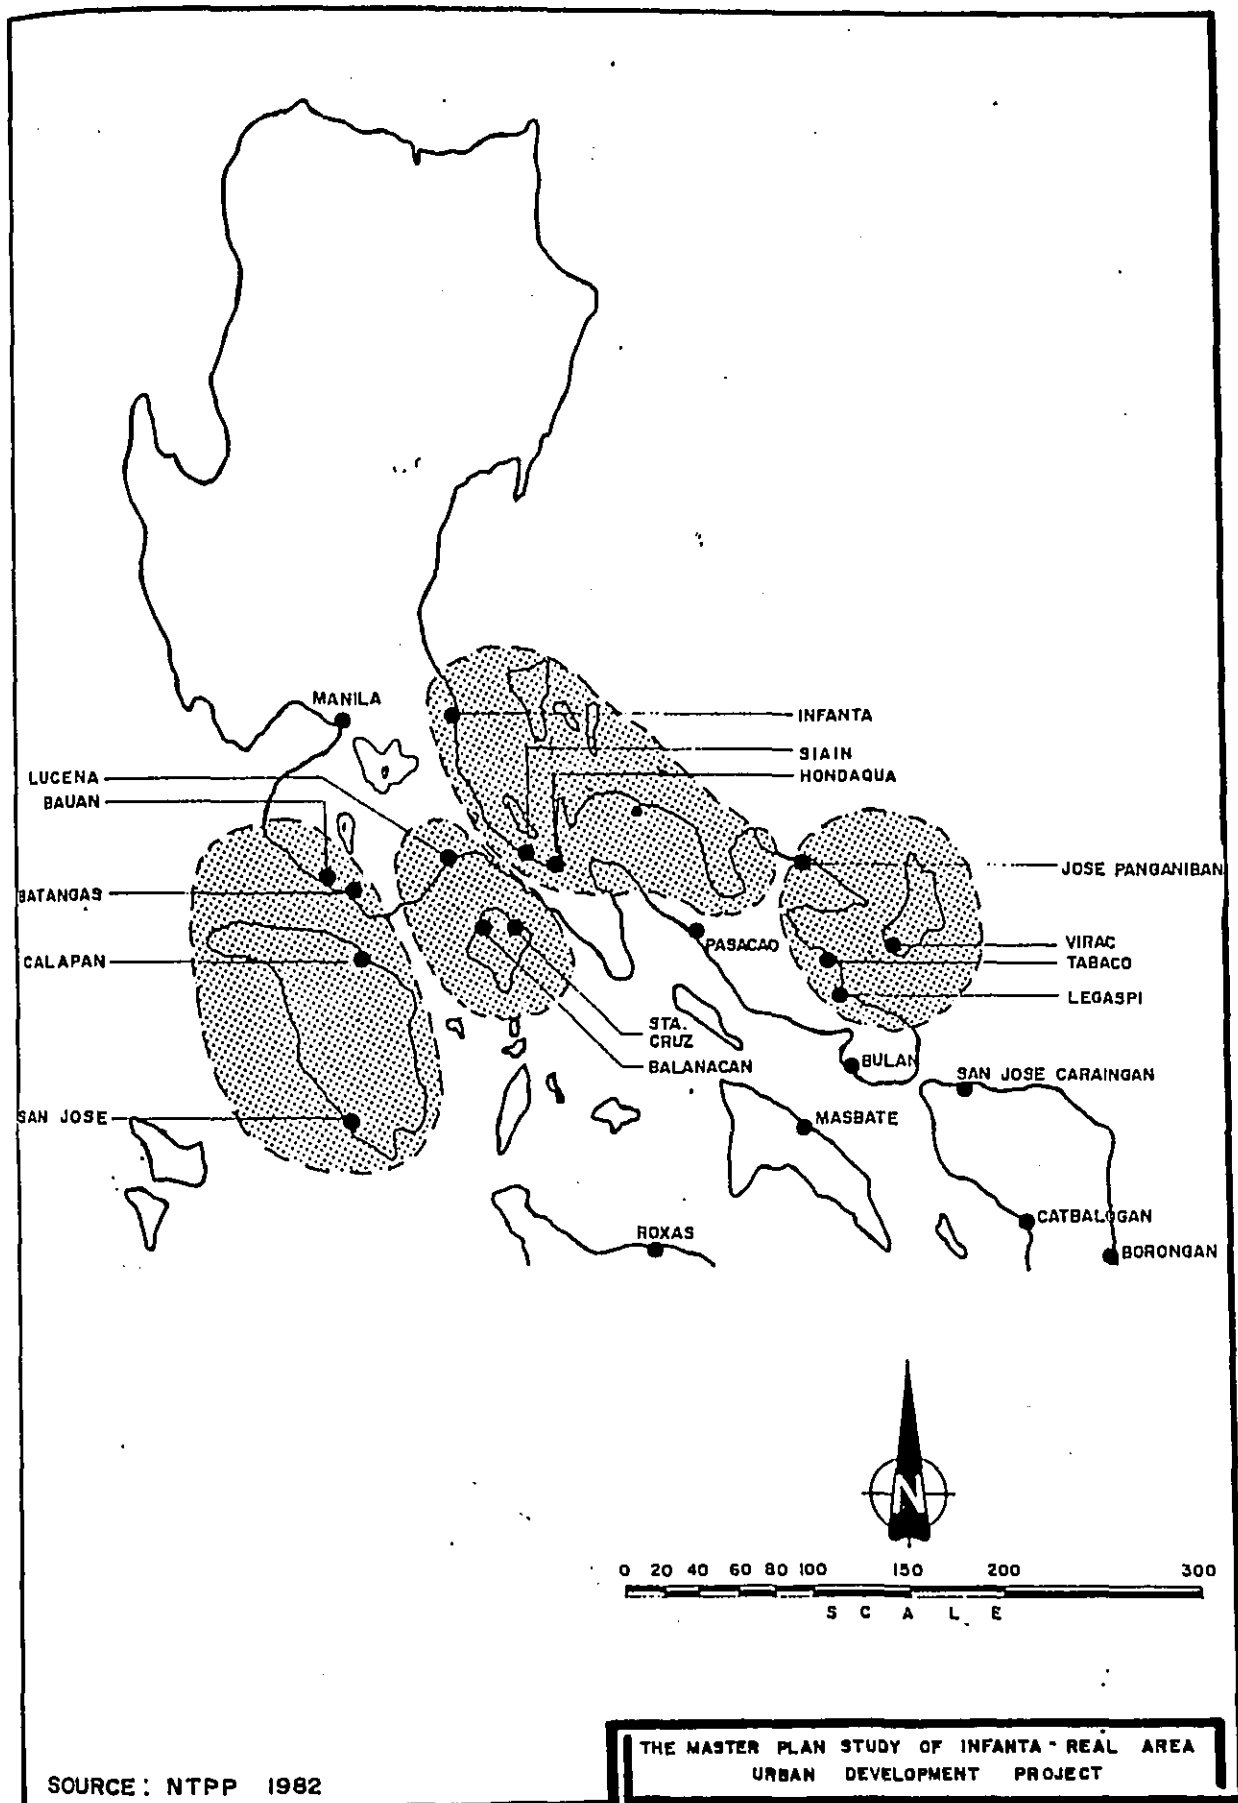 MANILA
INFANTA
SIAIN
HONDAQUA
LUCENA
BAUAN
JOSE PANGANIBAN
BATANGAS
PASACAO
VIRAC
CALAPAN
TABACO
LEGASPI
STA.
CRUZ
BALANACAN
BULAN
SAN JOSE CARAINGAN
SAN JOSE
MASBATE
CATBALOGAN
ROXAS
BORONGAN
N
0 20 40 60 80 100 150 200 300
SCALE
THE MASTER PLAN STUDY OF INFANTA - REAL AREA
URBAN DEVELOPMENT PROJECT
SOURCE: NTPP 1982